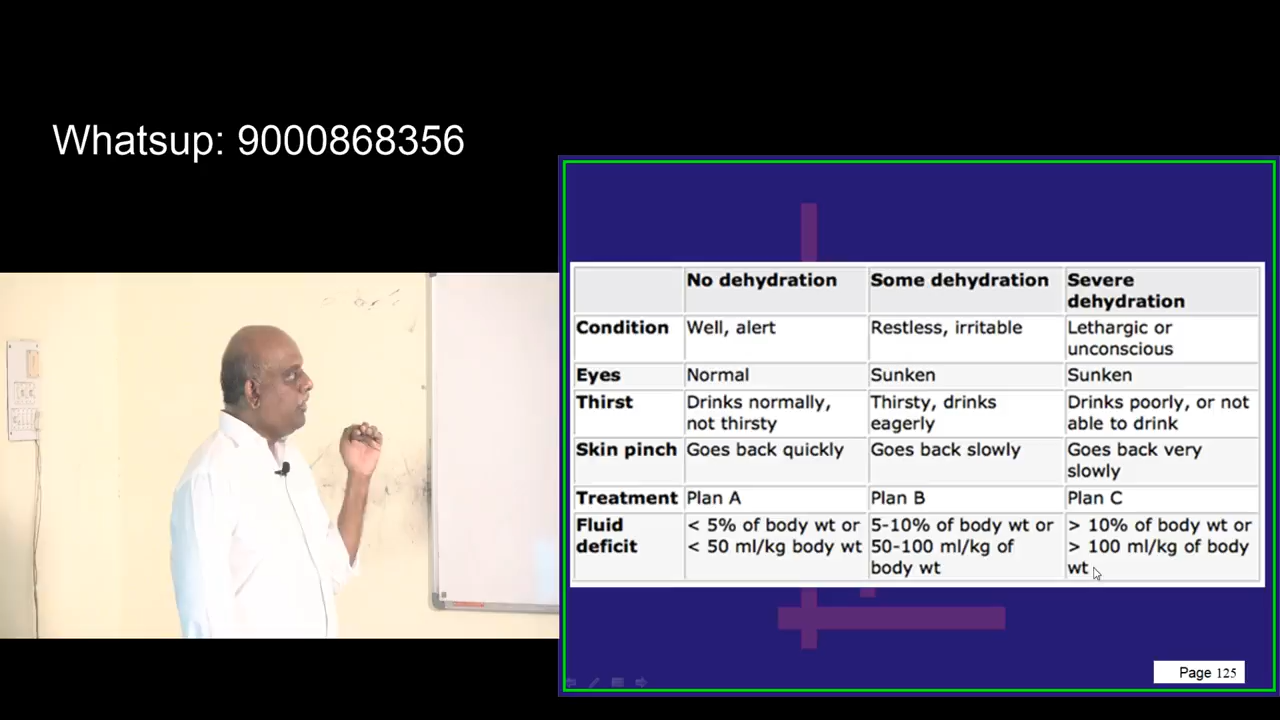 Whatsup: 9000868356
No dehydration Some dehydration Severe dehydration
Condition Well, alert Restless, irritable Lethargic or unconscious
Eyes Normal Sunken Sunken
Thirst Drinks normally, not thirsty Thirsty, drinks eagerly Drinks poorly, or not able to drink
Skin pinch Goes back quickly Goes back slowly Goes back very slowly
Treatment Plan A Plan B Plan C
Fluid deficit < 5% of body wt or < 50 ml/kg body wt 5-10% of body wt or 50-100 ml/kg of body wt > 10% of body wt or > 100 ml/kg of body wt
Page 125